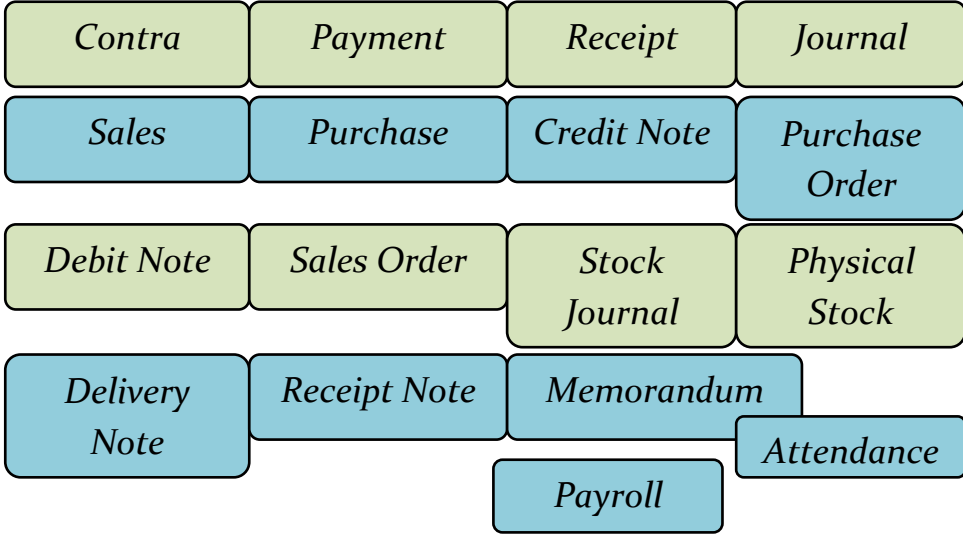 Contra
Payment
Receipt
Journal
Sales
Purchase
Credit Note
Purchase
Order
Debit Note
Sales Order
Stock
Journal
Physical
Stock
Delivery
Note
Receipt Note
Memorandum
Attendance
Payroll